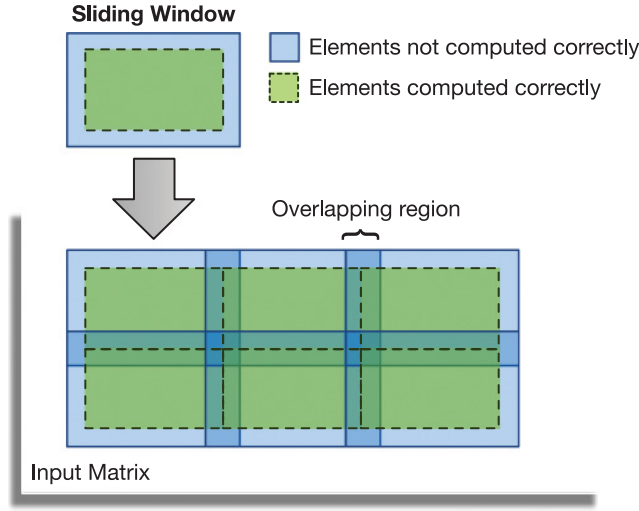 Sliding Window
Elements not computed correctly
Elements computed correctly
Overlapping region
Input Matrix